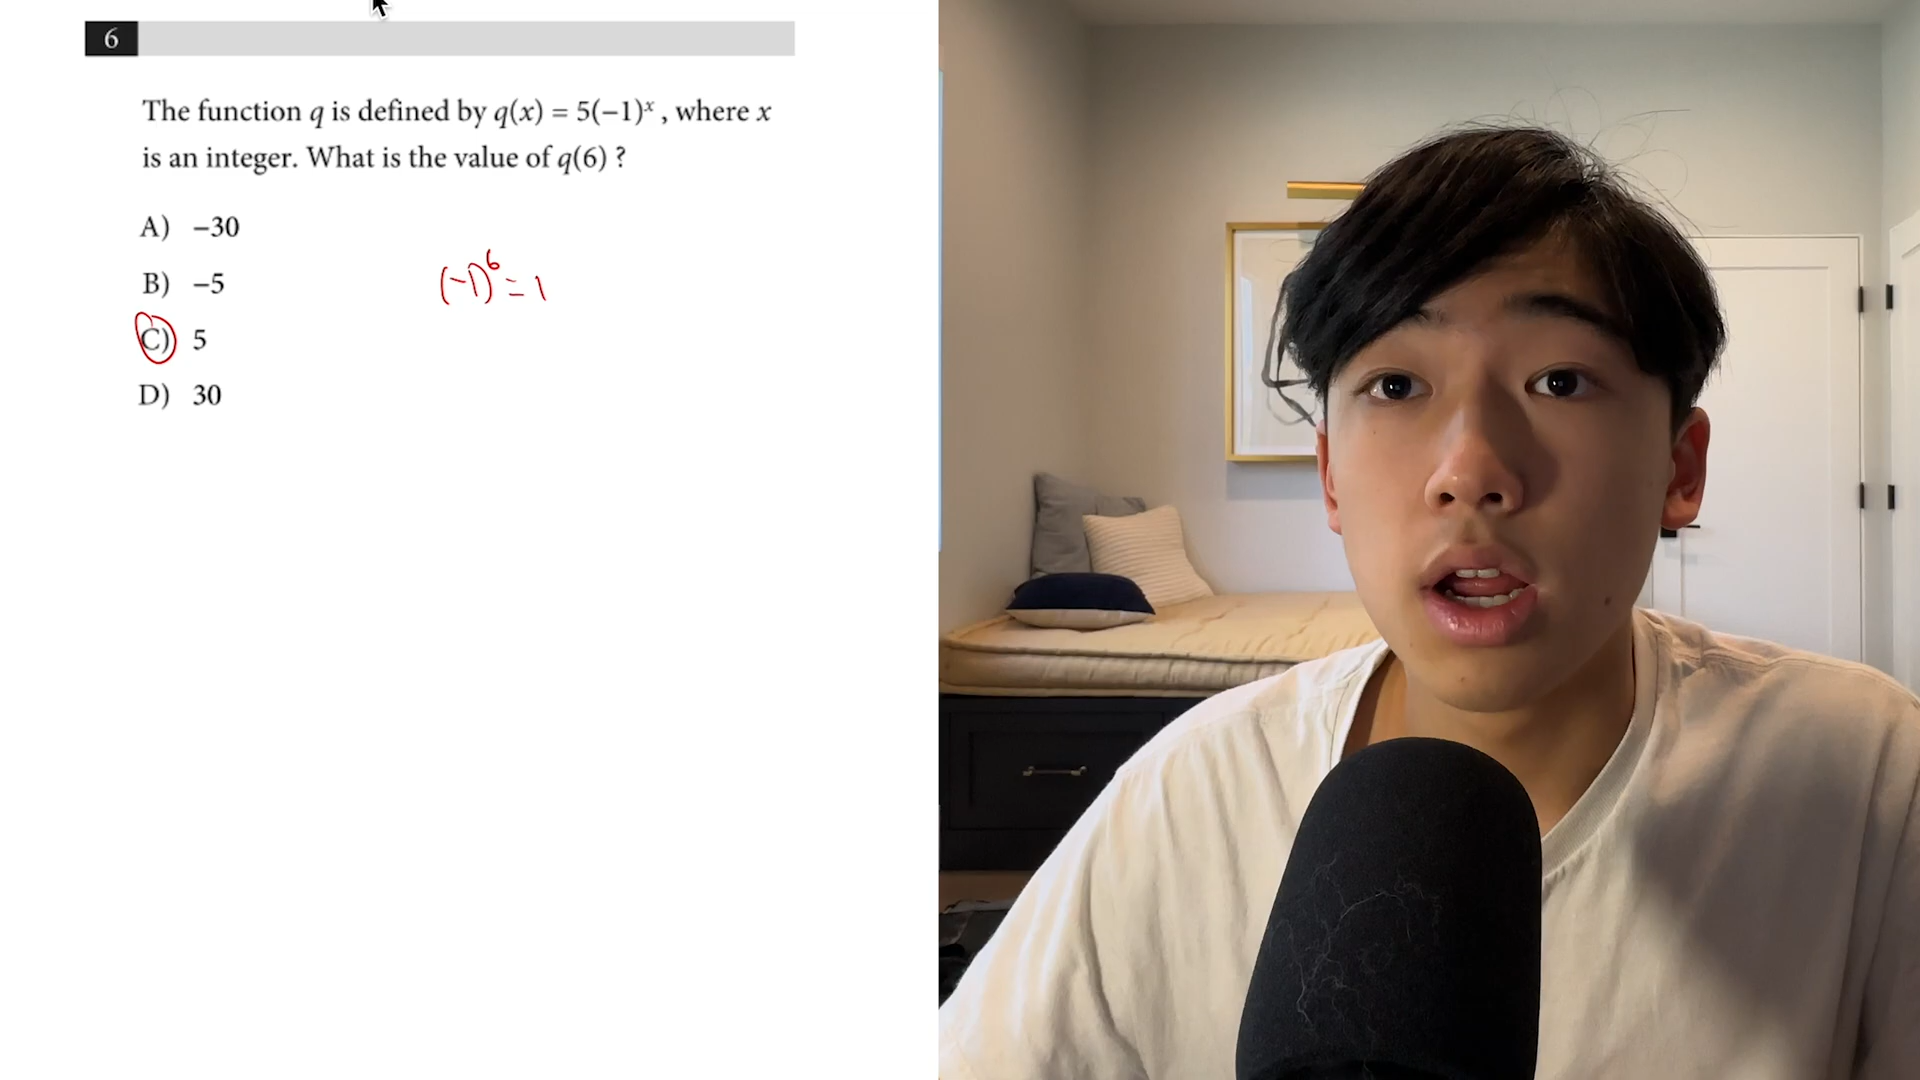 6
The function q is defined by q(x) = 5(−1)ˣ , where x
is an integer. What is the value of q(6) ?
A) −30
B) −5
(-1)⁶ = 1
C) 5
D) 30